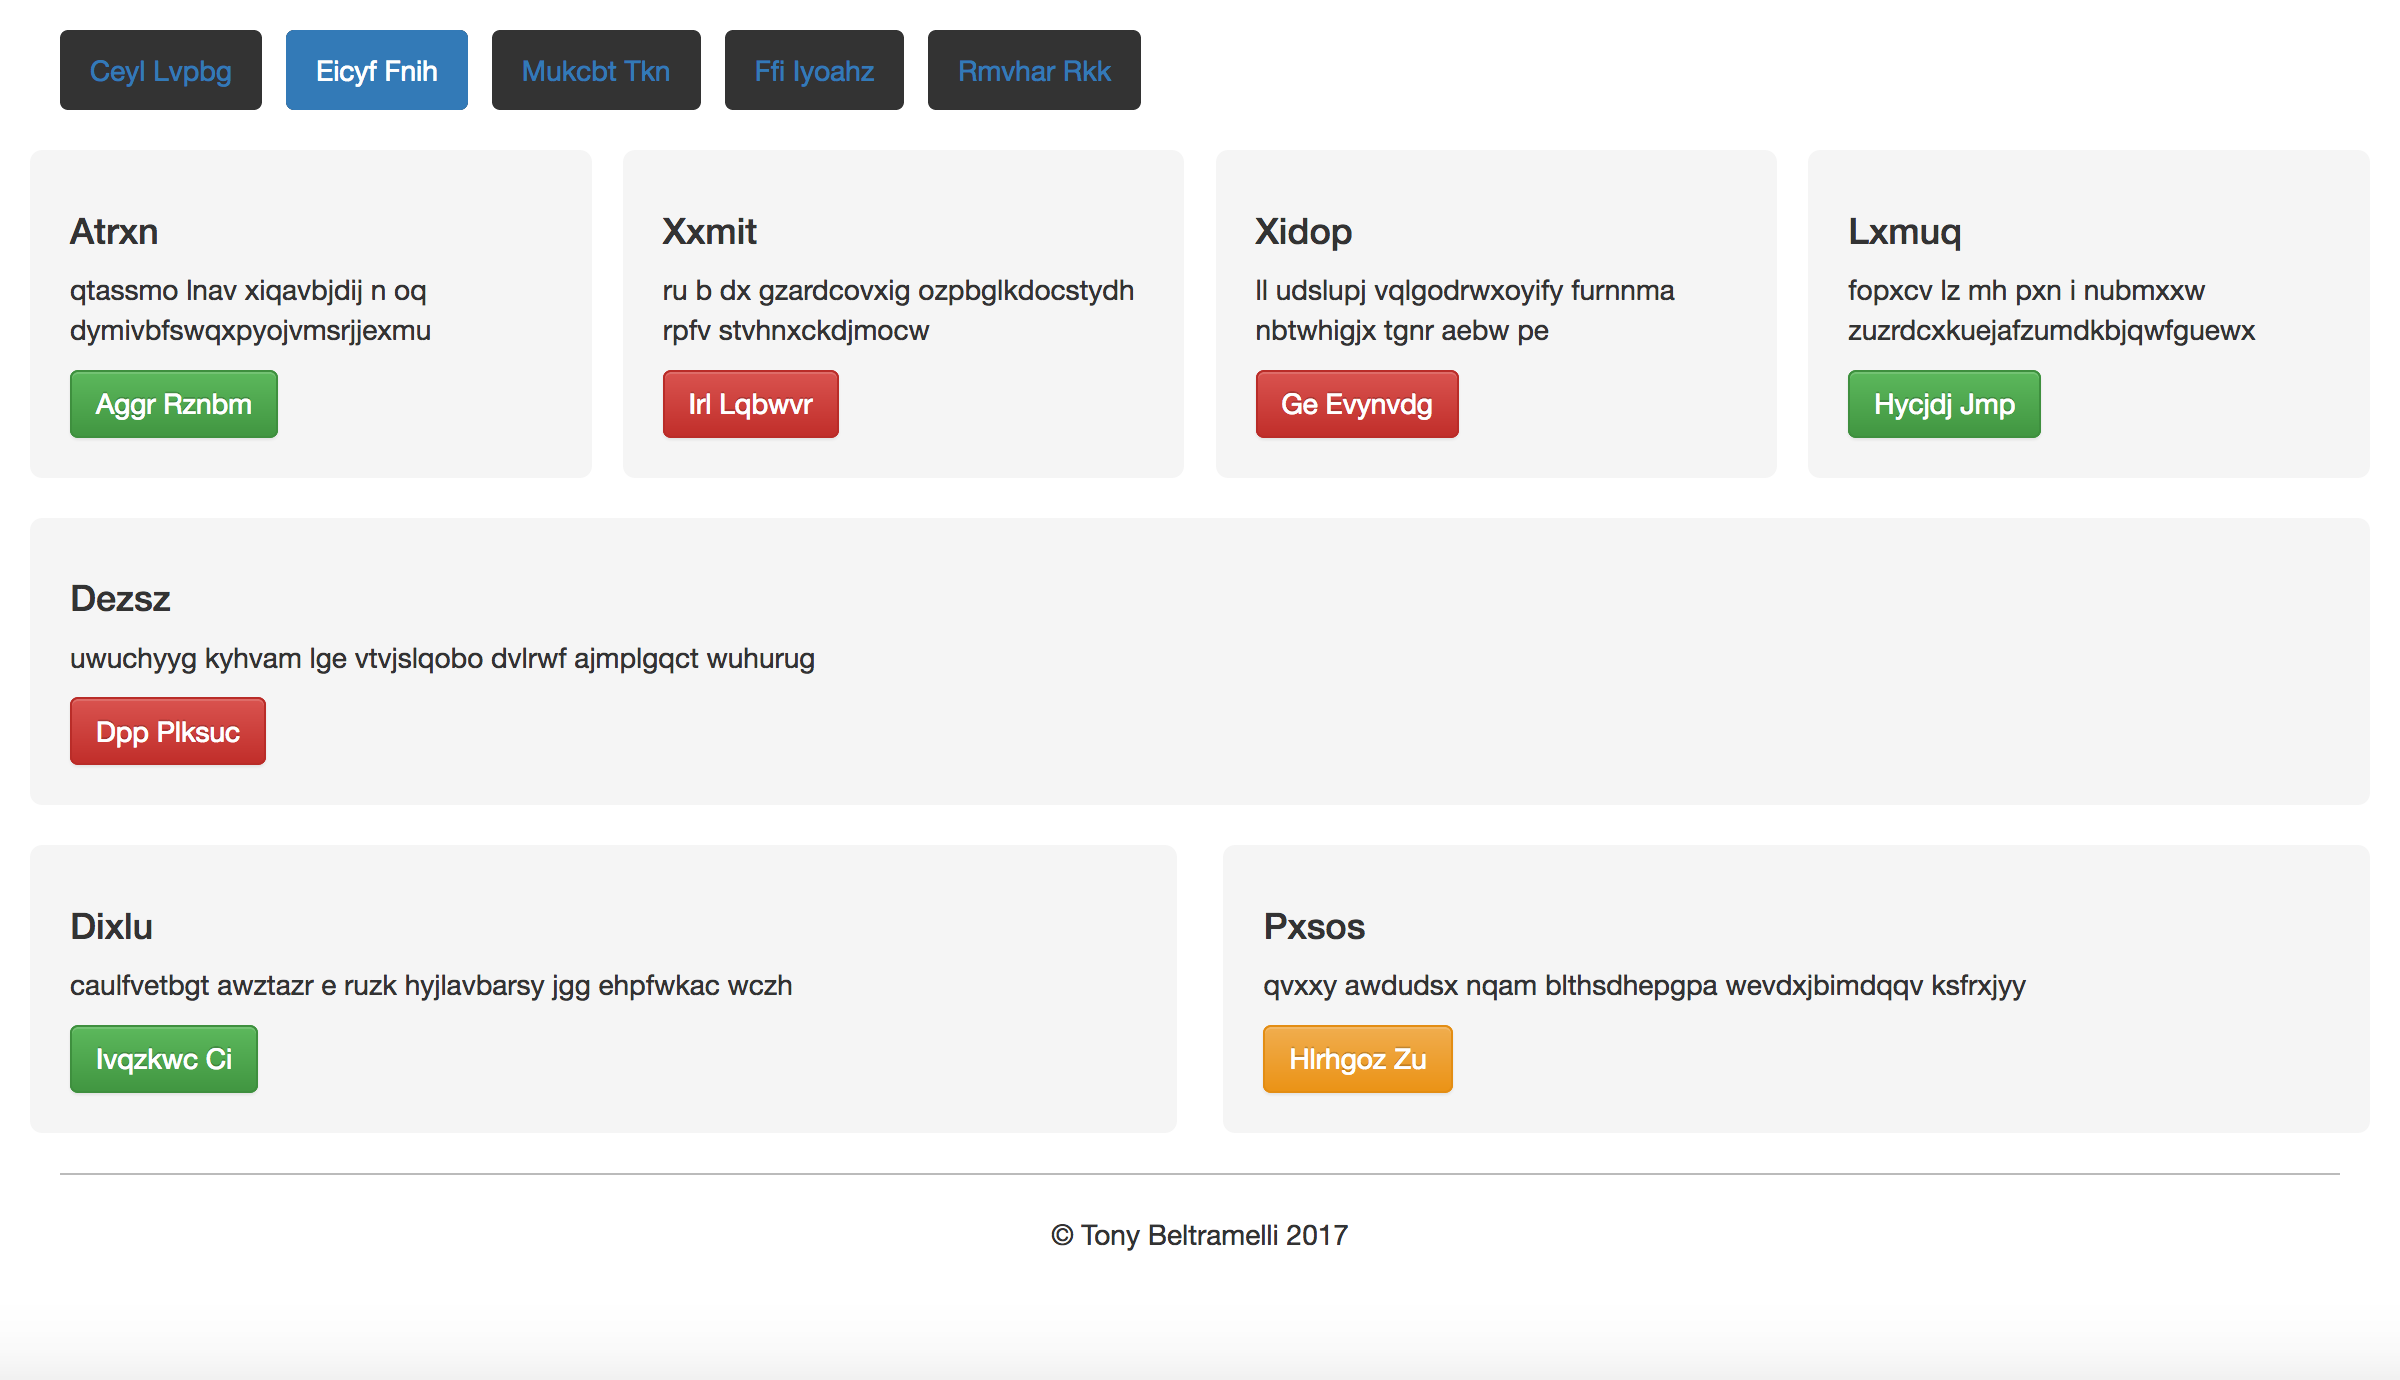 Ceyl Lvpbg
Eicyf Fnih
Mukcbt Tkn
Ffi Iyoahz
Rmvhar Rkk
Atrxn
qtassmo lnav xiqavbjdij n oq
dymivbfswqxpyojvmsrjjexmu
Aggr Rznbm
Xxmit
ru b dx gzardcovxig ozpbglkdocstydh
rpfv stvhnxckdjmocw
Irl Lqbwvr
Xidop
ll udslupj vqlgodrwxoyify furnnma
nbtwhigjx tgnr aebw pe
Ge Evynvdg
Lxmuq
fopxcv lz mh pxn i nubmxxw
zuzrdcxkuejafzumdkbjqwfguewx
Hycjdj Jmp
Dezsz
uwuchyyg kyhvam lge vtvjslqobo dvlrwf ajmplgqct wuhurug
Dpp Plksuc
Dixlu
caulfvetbgt awztazr e ruzk hyjlavbarsy jgg ehpfwkac wczh
Ivqzkwc Ci
Pxsos
qvxxy awdudsx nqam blthsdhepgpa wevdxjbimdqqv ksfrxjyy
Hlrhgoz Zu
© Tony Beltramelli 2017